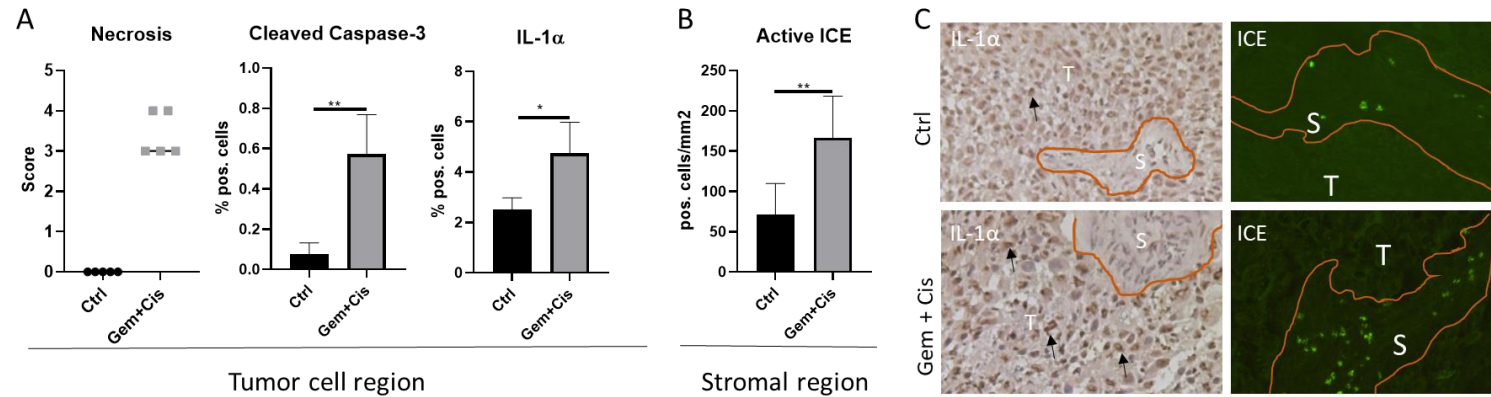 A
Necrosis
Score
5
4
3
2
1
0
Ctrl
Gem+Cis
Cleaved Caspase-3
% pos. cells
1.0
0.8
0.6
0.4
0.2
0.0
**
Ctrl
Gem+Cis
IL-1α
% pos. cells
8
6
4
2
0
*
Ctrl
Gem+Cis
Tumor cell region
B
Active ICE
pos. cells/mm2
250
200
150
100
50
0
**
Ctrl
Gem+Cis
Stromal region
C
Ctrl
IL-1α
T
S
ICE
S
T
Gem + Cis
IL-1α
S
T
ICE
T
S